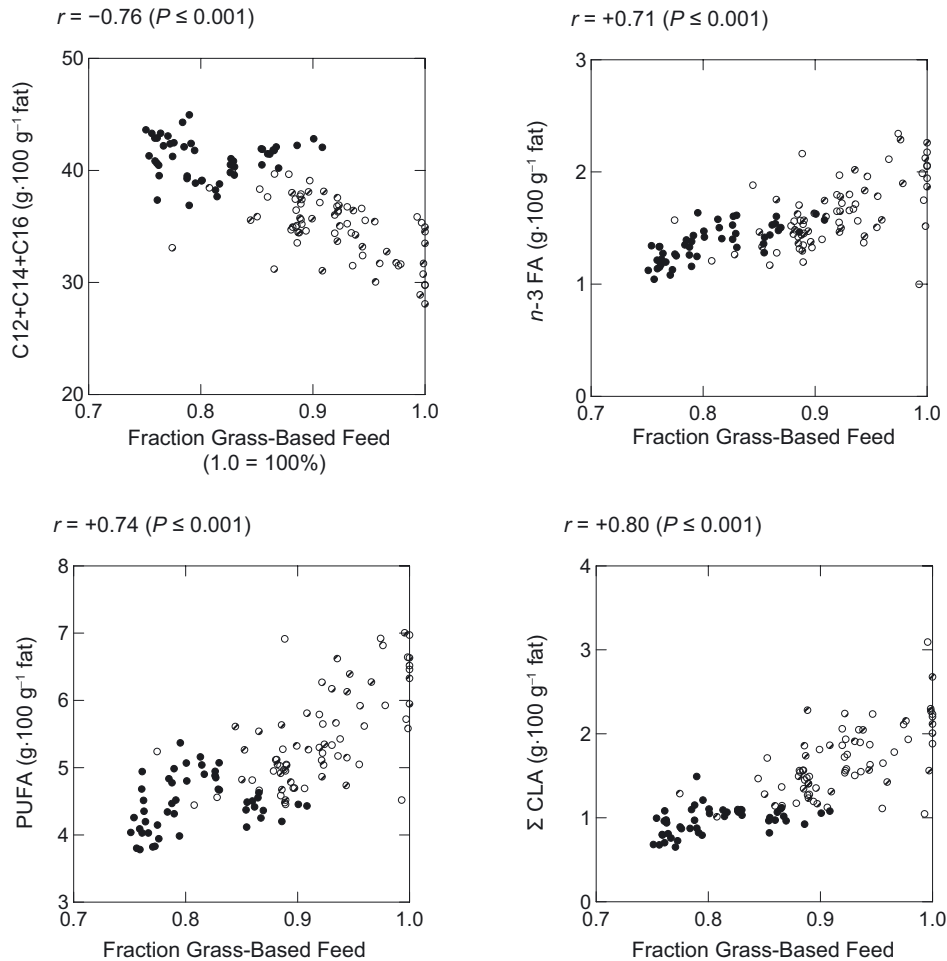 r = −0.76 (P ≤ 0.001)
50
40
30
20
C12+C14+C16 (g·100 g⁻¹ fat)
0.7 0.8 0.9 1.0
Fraction Grass-Based Feed
(1.0 = 100%)
r = +0.71 (P ≤ 0.001)
3
2
1
0
n-3 FA (g·100 g⁻¹ fat)
0.7 0.8 0.9 1.0
Fraction Grass-Based Feed
r = +0.74 (P ≤ 0.001)
8
7
6
5
4
3
PUFA (g·100 g⁻¹ fat)
0.7 0.8 0.9 1.0
Fraction Grass-Based Feed
r = +0.80 (P ≤ 0.001)
4
3
2
1
0
Σ CLA (g·100 g⁻¹ fat)
0.7 0.8 0.9 1.0
Fraction Grass-Based Feed